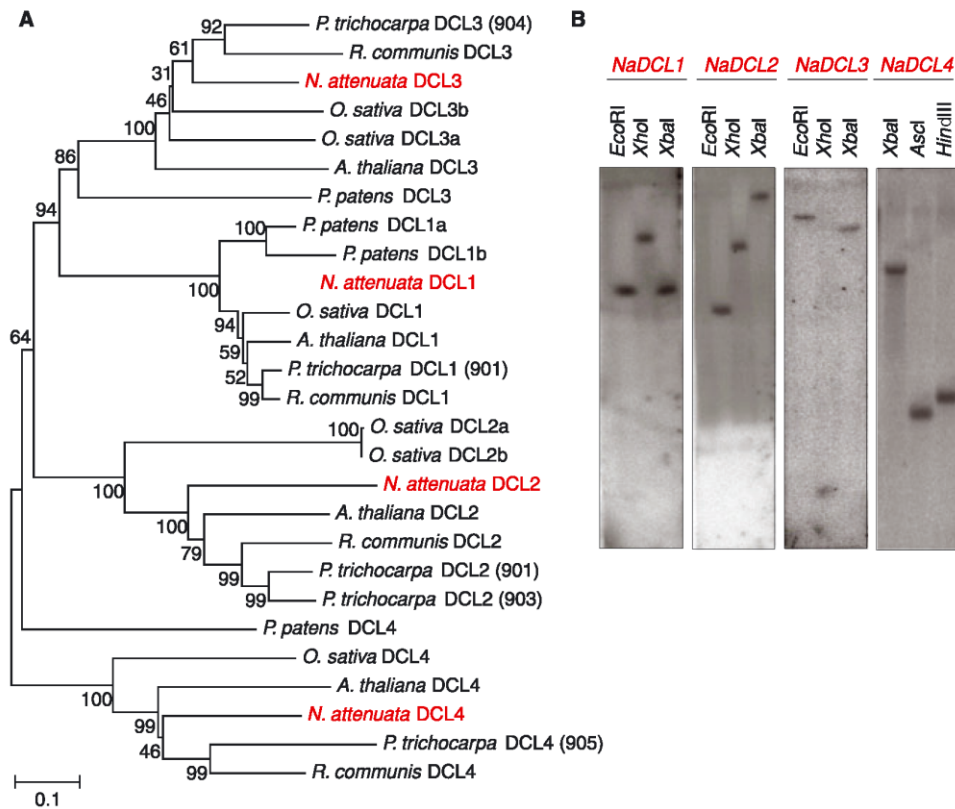 A
P. trichocarpa DCL3 (904)
R. communis DCL3
N. attenuata DCL3
O. sativa DCL3b
O. sativa DCL3a
A. thaliana DCL3
P. patens DCL3
P. patens DCL1a
P. patens DCL1b
N. attenuata DCL1
O. sativa DCL1
A. thaliana DCL1
P. trichocarpa DCL1 (901)
R. communis DCL1
O. sativa DCL2a
O. sativa DCL2b
N. attenuata DCL2
A. thaliana DCL2
R. communis DCL2
P. trichocarpa DCL2 (901)
P. trichocarpa DCL2 (903)
P. patens DCL4
O. sativa DCL4
A. thaliana DCL4
N. attenuata DCL4
P. trichocarpa DCL4 (905)
R. communis DCL4
92
61
31
46
100
86
94
100
100
94
59
52
99
64
100
100
100
79
99
99
100
99
46
99
0.1
B
NaDCL1 NaDCL2 NaDCL3 NaDCL4
EcoRI XhoI XbaI EcoRI XhoI XbaI EcoRI XhoI XbaI XbaI AscI HindIII